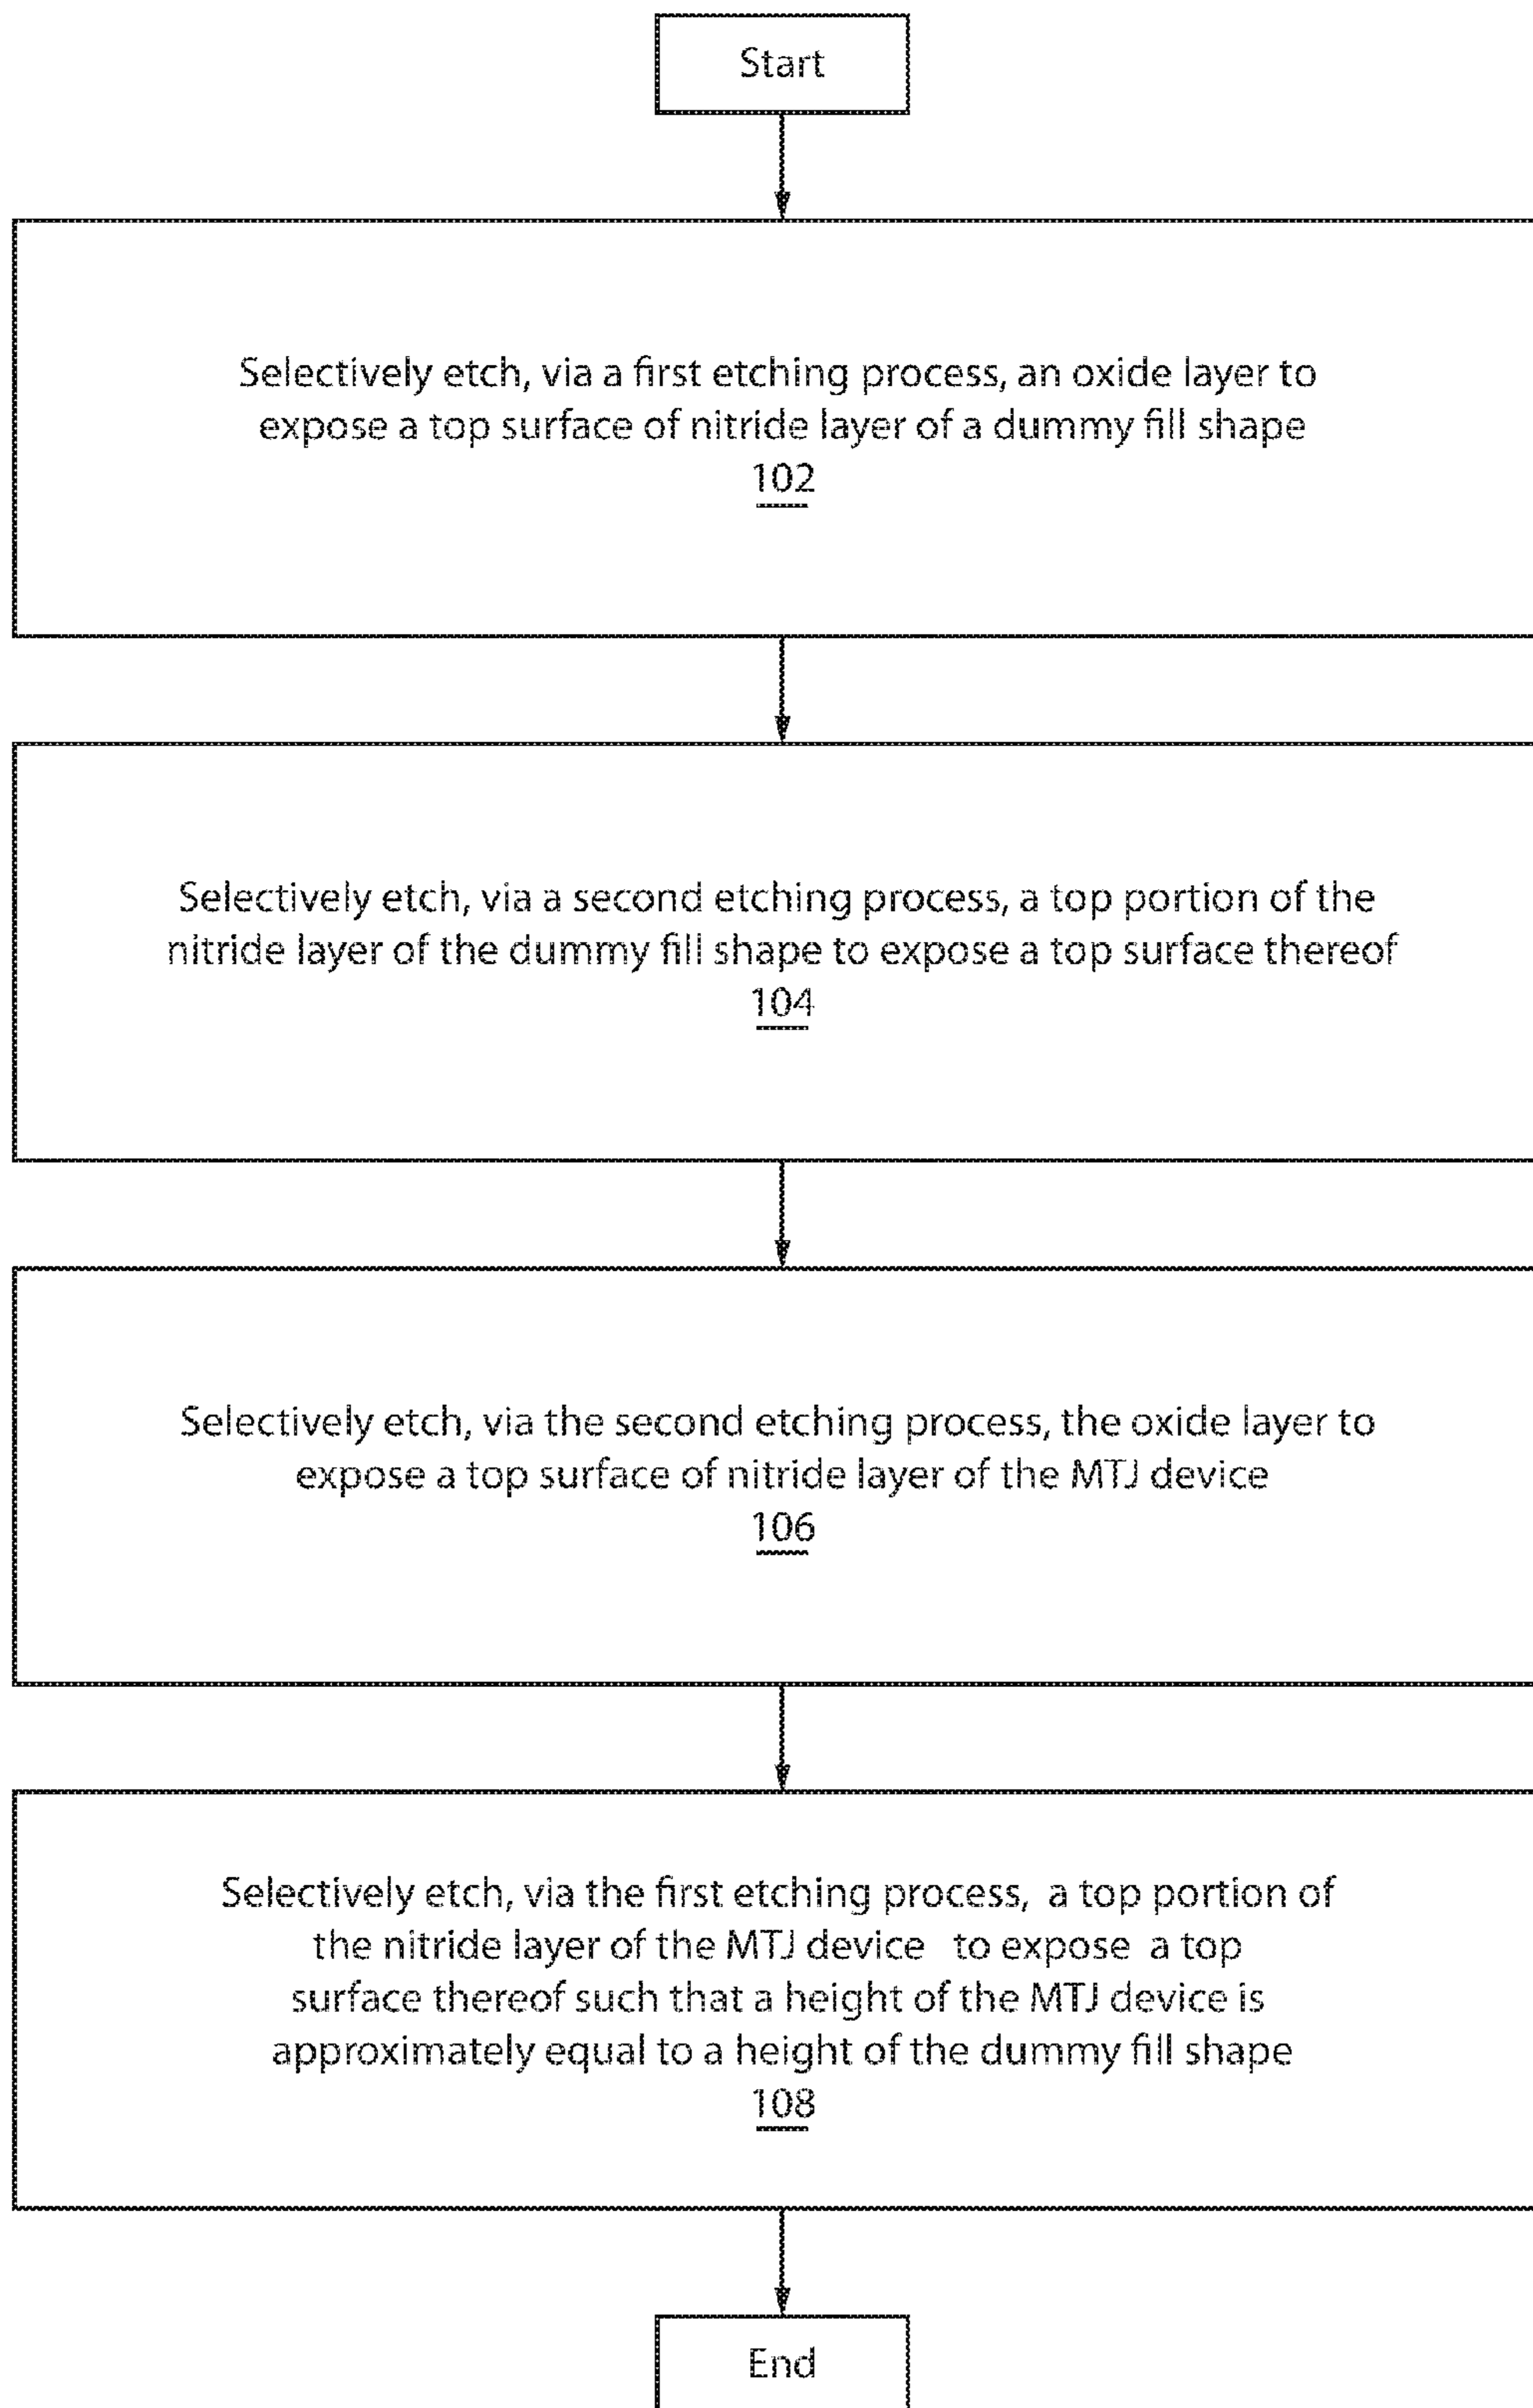 Start
Selectively etch, via a first etching process, an oxide layer to
expose a top surface of nitride layer of a dummy fill shape
102
Selectively etch, via a second etching process, a top portion of the
nitride layer of the dummy fill shape to expose a top surface thereof
104
Selectively etch, via the second etching process, the oxide layer to
expose a top surface of nitride layer of the MTJ device
106
Selectively etch, via the first etching process, a top portion of
the nitride layer of the MTJ device to expose a top
surface thereof such that a height of the MTJ device is
approximately equal to a height of the dummy fill shape
108
End